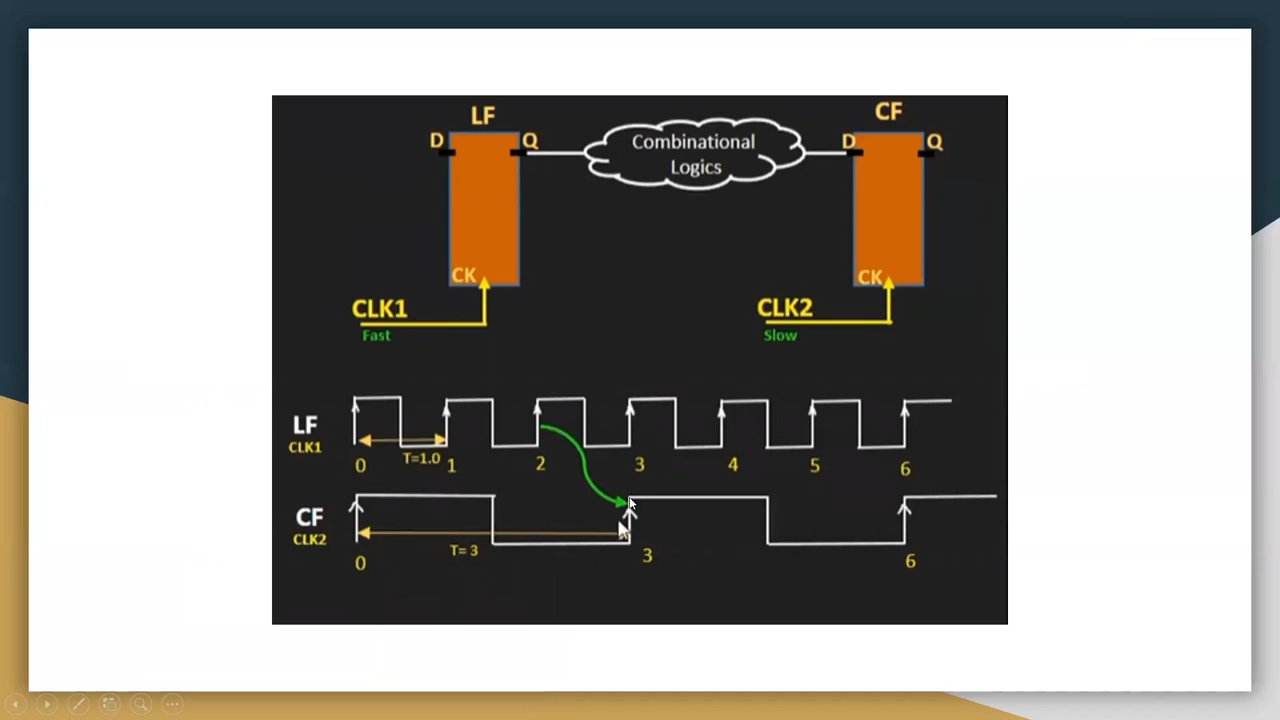 LF
CF
D
Q
Combinational
Logics
D
Q
CK
CK
CLK1
Fast
CLK2
Slow
LF
CLK1
T=1.0
0
1
2
3
4
5
6
CF
CLK2
T= 3
0
3
6